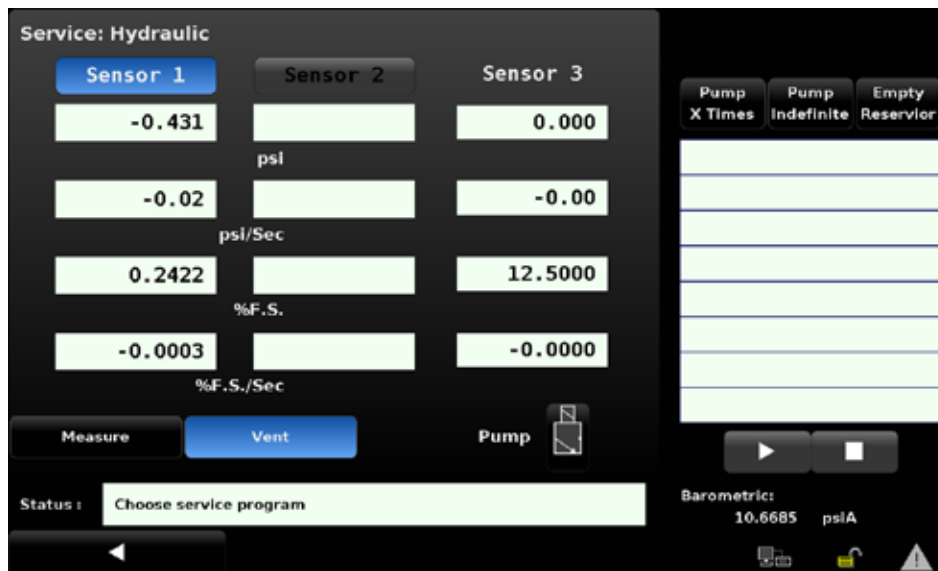 Service: Hydraulic
Sensor 1 Sensor 2 Sensor 3
-0.431 0.000
psi
-0.02 -0.00
psi/Sec
0.2422 12.5000
%F.S.
-0.0003 -0.0000
%F.S./Sec
Measure Vent Pump
Status : Choose service program
Pump X Times
Pump Indefinite
Empty Reservior
Barometric:
10.6685 psiA